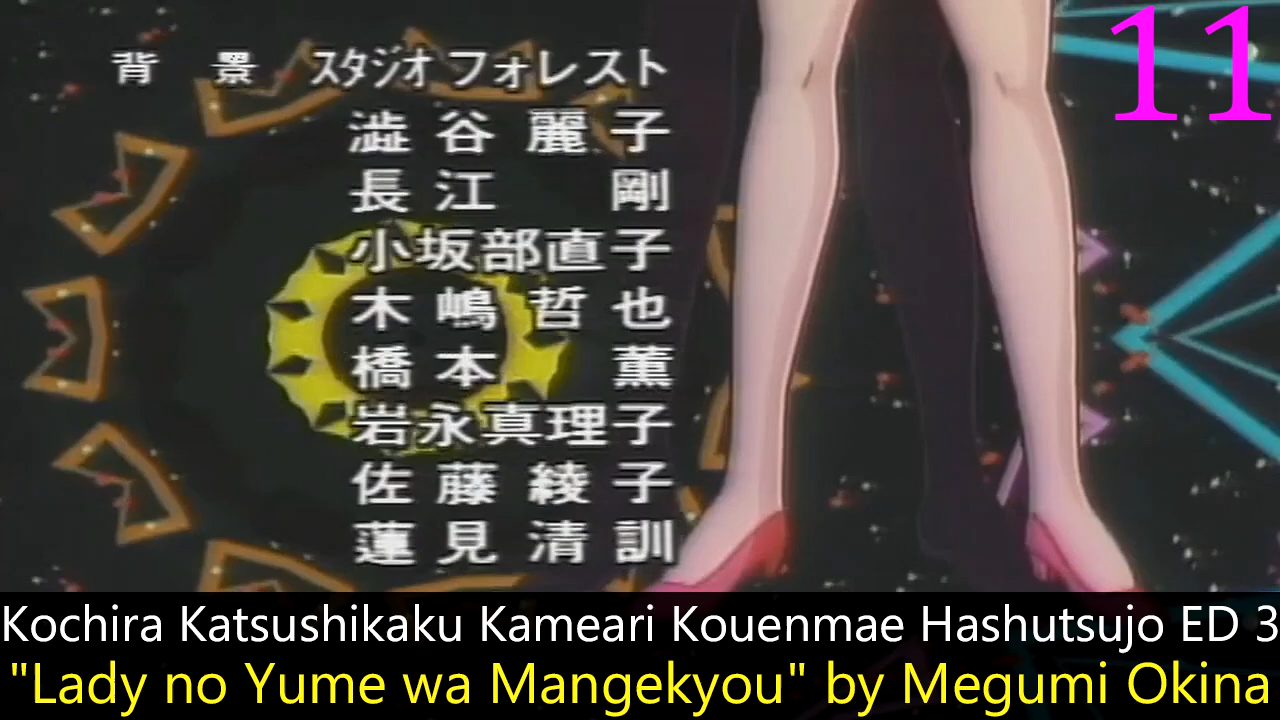 11
背景 スタジオフォレスト
澁谷麗子
長江剛
小坂部直子
木嶋哲也
橋本薫
岩永真理子
佐藤綾子
蓮見清訓
Kochira Katsushikaku Kameari Kouenmae Hashutsujo ED 3
"Lady no Yume wa Mangekyou" by Megumi Okina